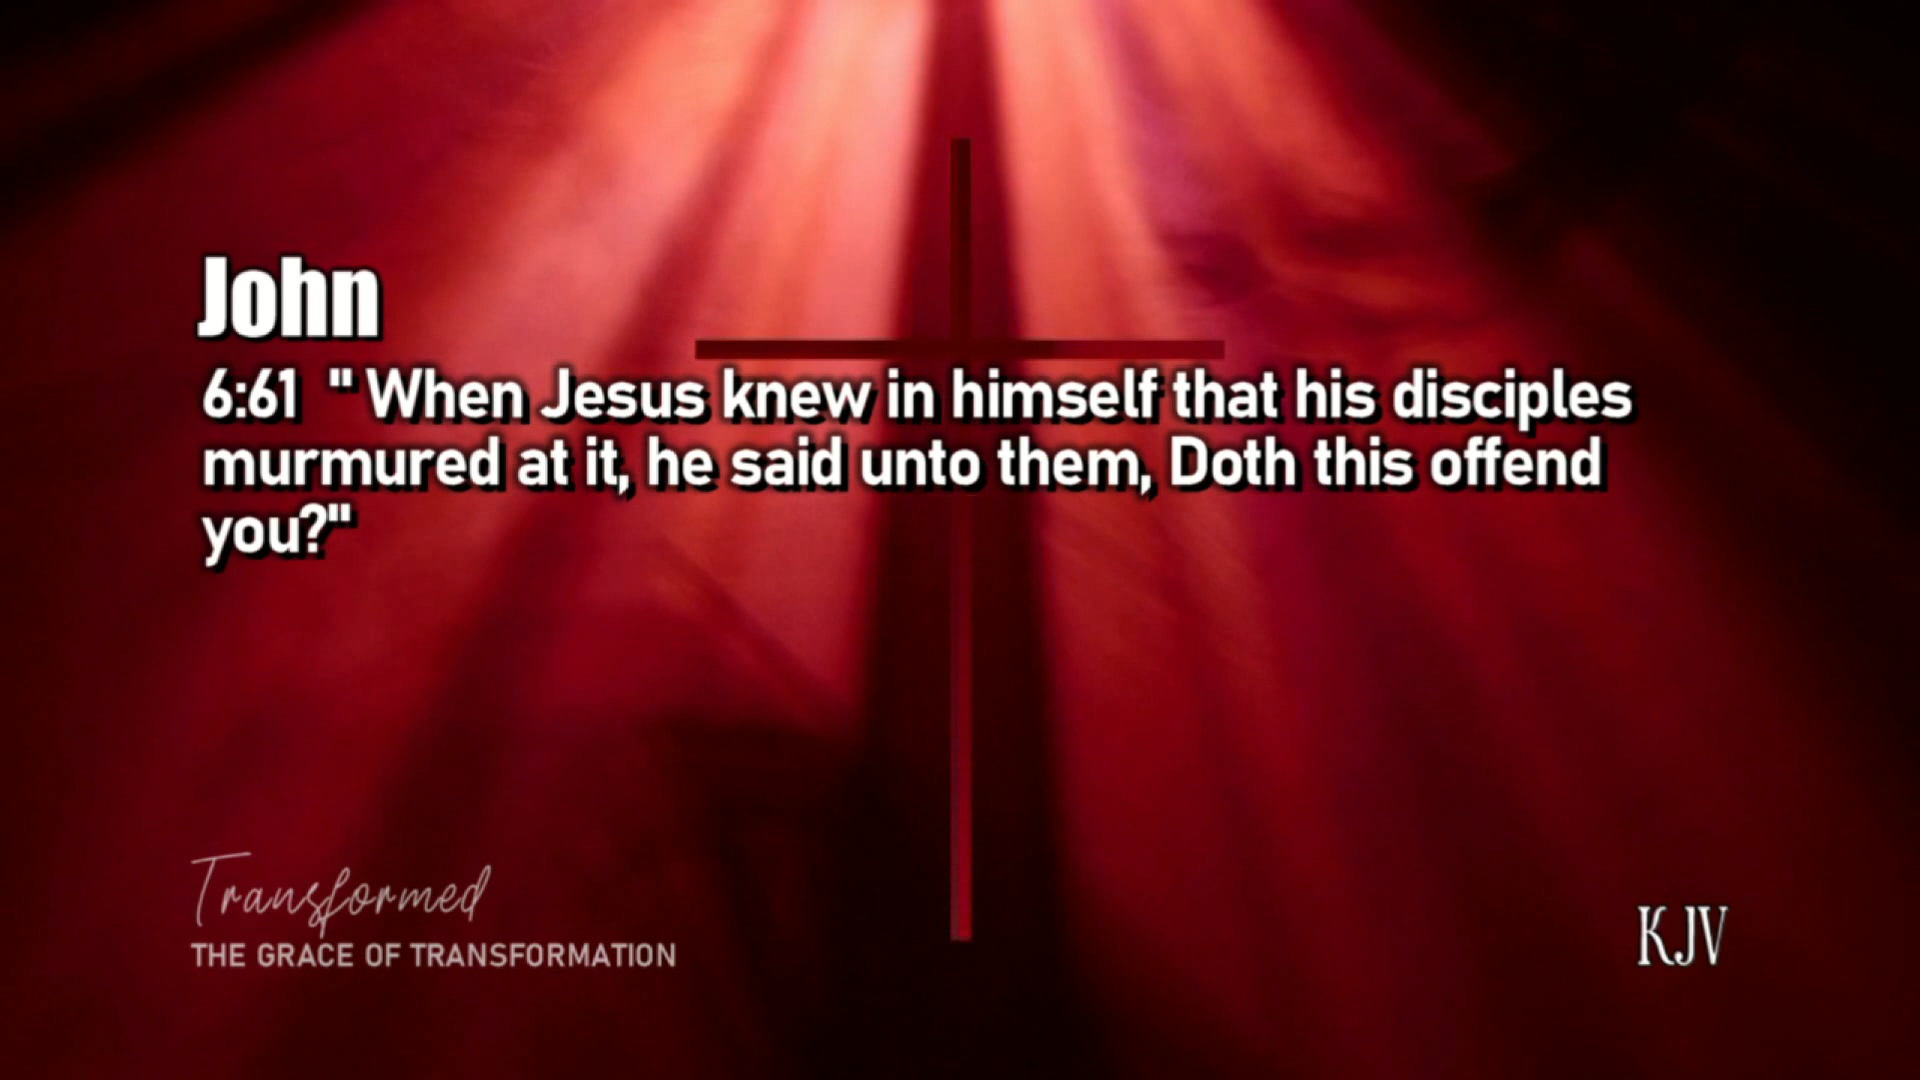 John
6:61 " When Jesus knew in himself that his disciples
murmured at it, he said unto them, Doth this offend
you?"
Transformed
THE GRACE OF TRANSFORMATION
KJV